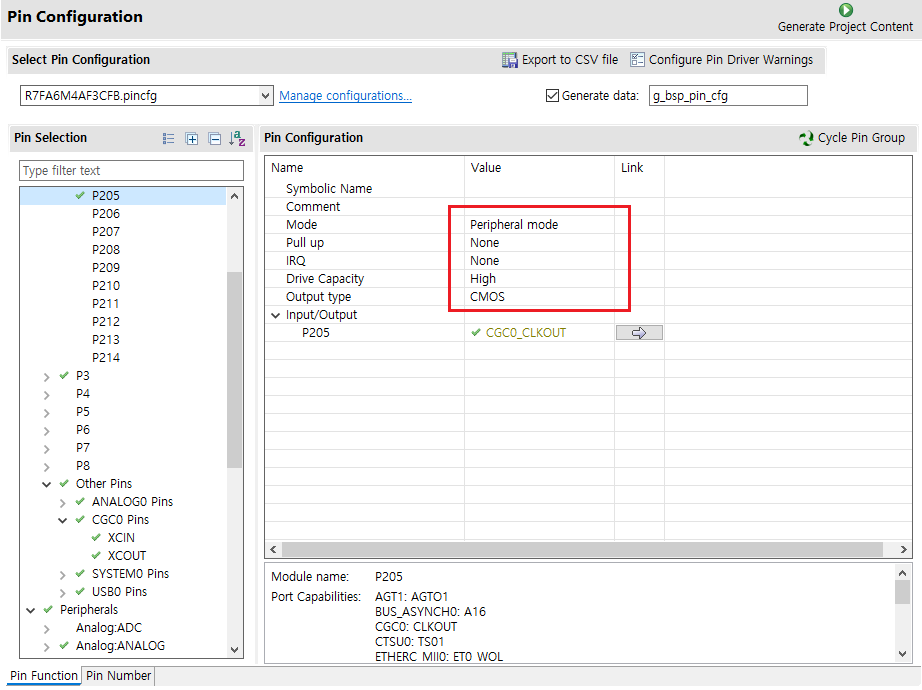 Pin Configuration
Generate Project Content
Select Pin Configuration
Export to CSV file
Configure Pin Driver Warnings
R7FA6M4AF3CFB.pincfg
Manage configurations...
Generate data:
g_bsp_pin_cfg
Pin Selection
Type filter text
P205
P206
P207
P208
P209
P210
P211
P212
P213
P214
P3
P4
P5
P6
P7
P8
Other Pins
ANALOG0 Pins
CGC0 Pins
XCIN
XCOUT
SYSTEM0 Pins
USB0 Pins
Peripherals
Analog:ADC
Analog:ANALOG
Pin Configuration
Cycle Pin Group
Name Value Link
Symbolic Name
Comment
Mode Peripheral mode
Pull up None
IRQ None
Drive Capacity High
Output type CMOS
Input/Output
P205 CGC0_CLKOUT
Module name: P205
Port Capabilities: AGT1: AGTO1
BUS_ASYNCH0: A16
CGC0: CLKOUT
CTSU0: TS01
ETHERC_MII0: ET0_WOL
Pin Function Pin Number